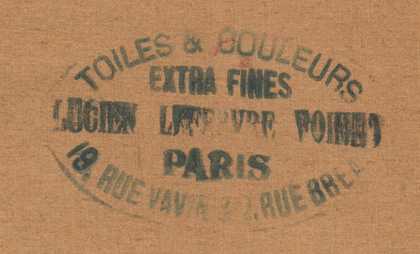 TOILES & COULEURS
EXTRA FINES
LUCIEN LEFEBVRE FOINET
PARIS
19, RUE VAVIN & 2, RUE BREA